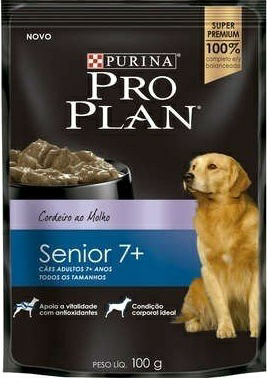 NOVO
PURINA
PRO
PLAN®
SUPER
PREMIUM
100%
completo e/y
balanceado
Cordeiro ao Molho
Senior 7+
CÃES ADULTOS 7+ ANOS
TODOS OS TAMANHOS
Apoia a vitalidade
com antioxidantes
Condição
corporal ideal
PESO LÍQ. 100 g